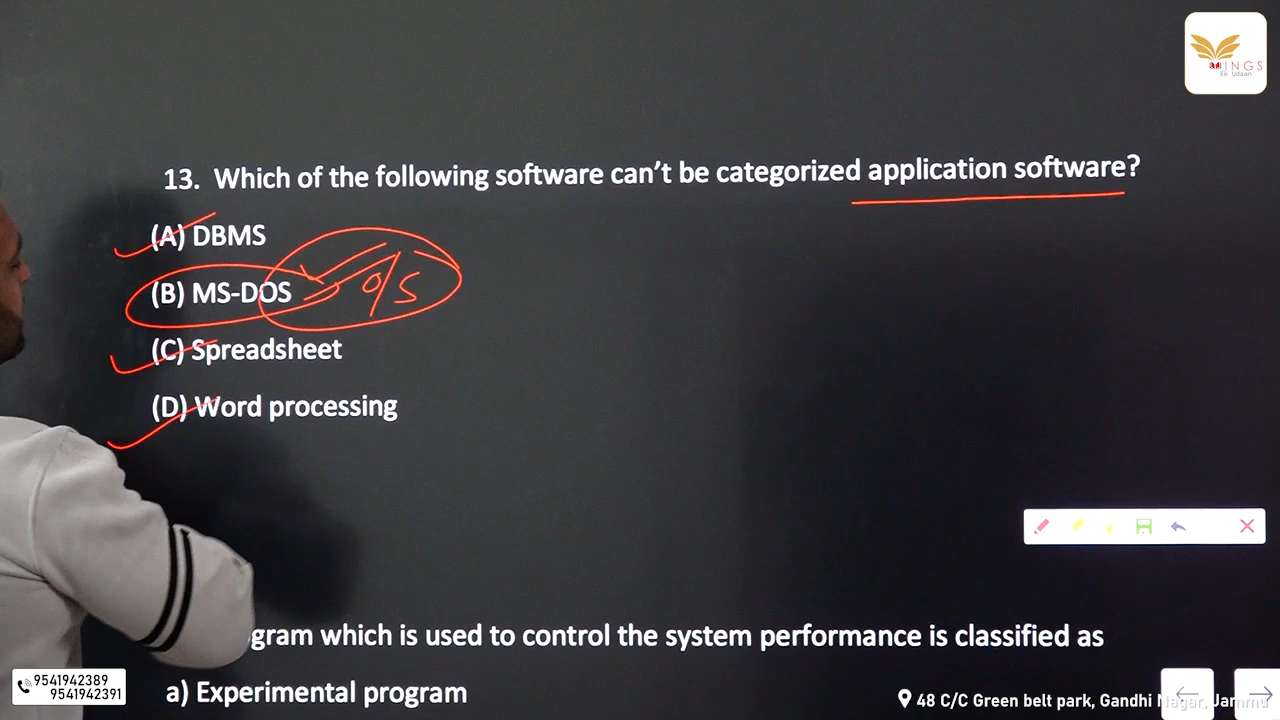 WINGS
Ek Udaan
13. Which of the following software can't be categorized application software?
(A) DBMS
(B) MS-DOS
O/S
(C) Spreadsheet
(D) Word processing
gram which is used to control the system performance is classified as
a) Experimental program
9541942389
9541942391
48 C/C Green belt park, Gandhi Nagar, Jammu